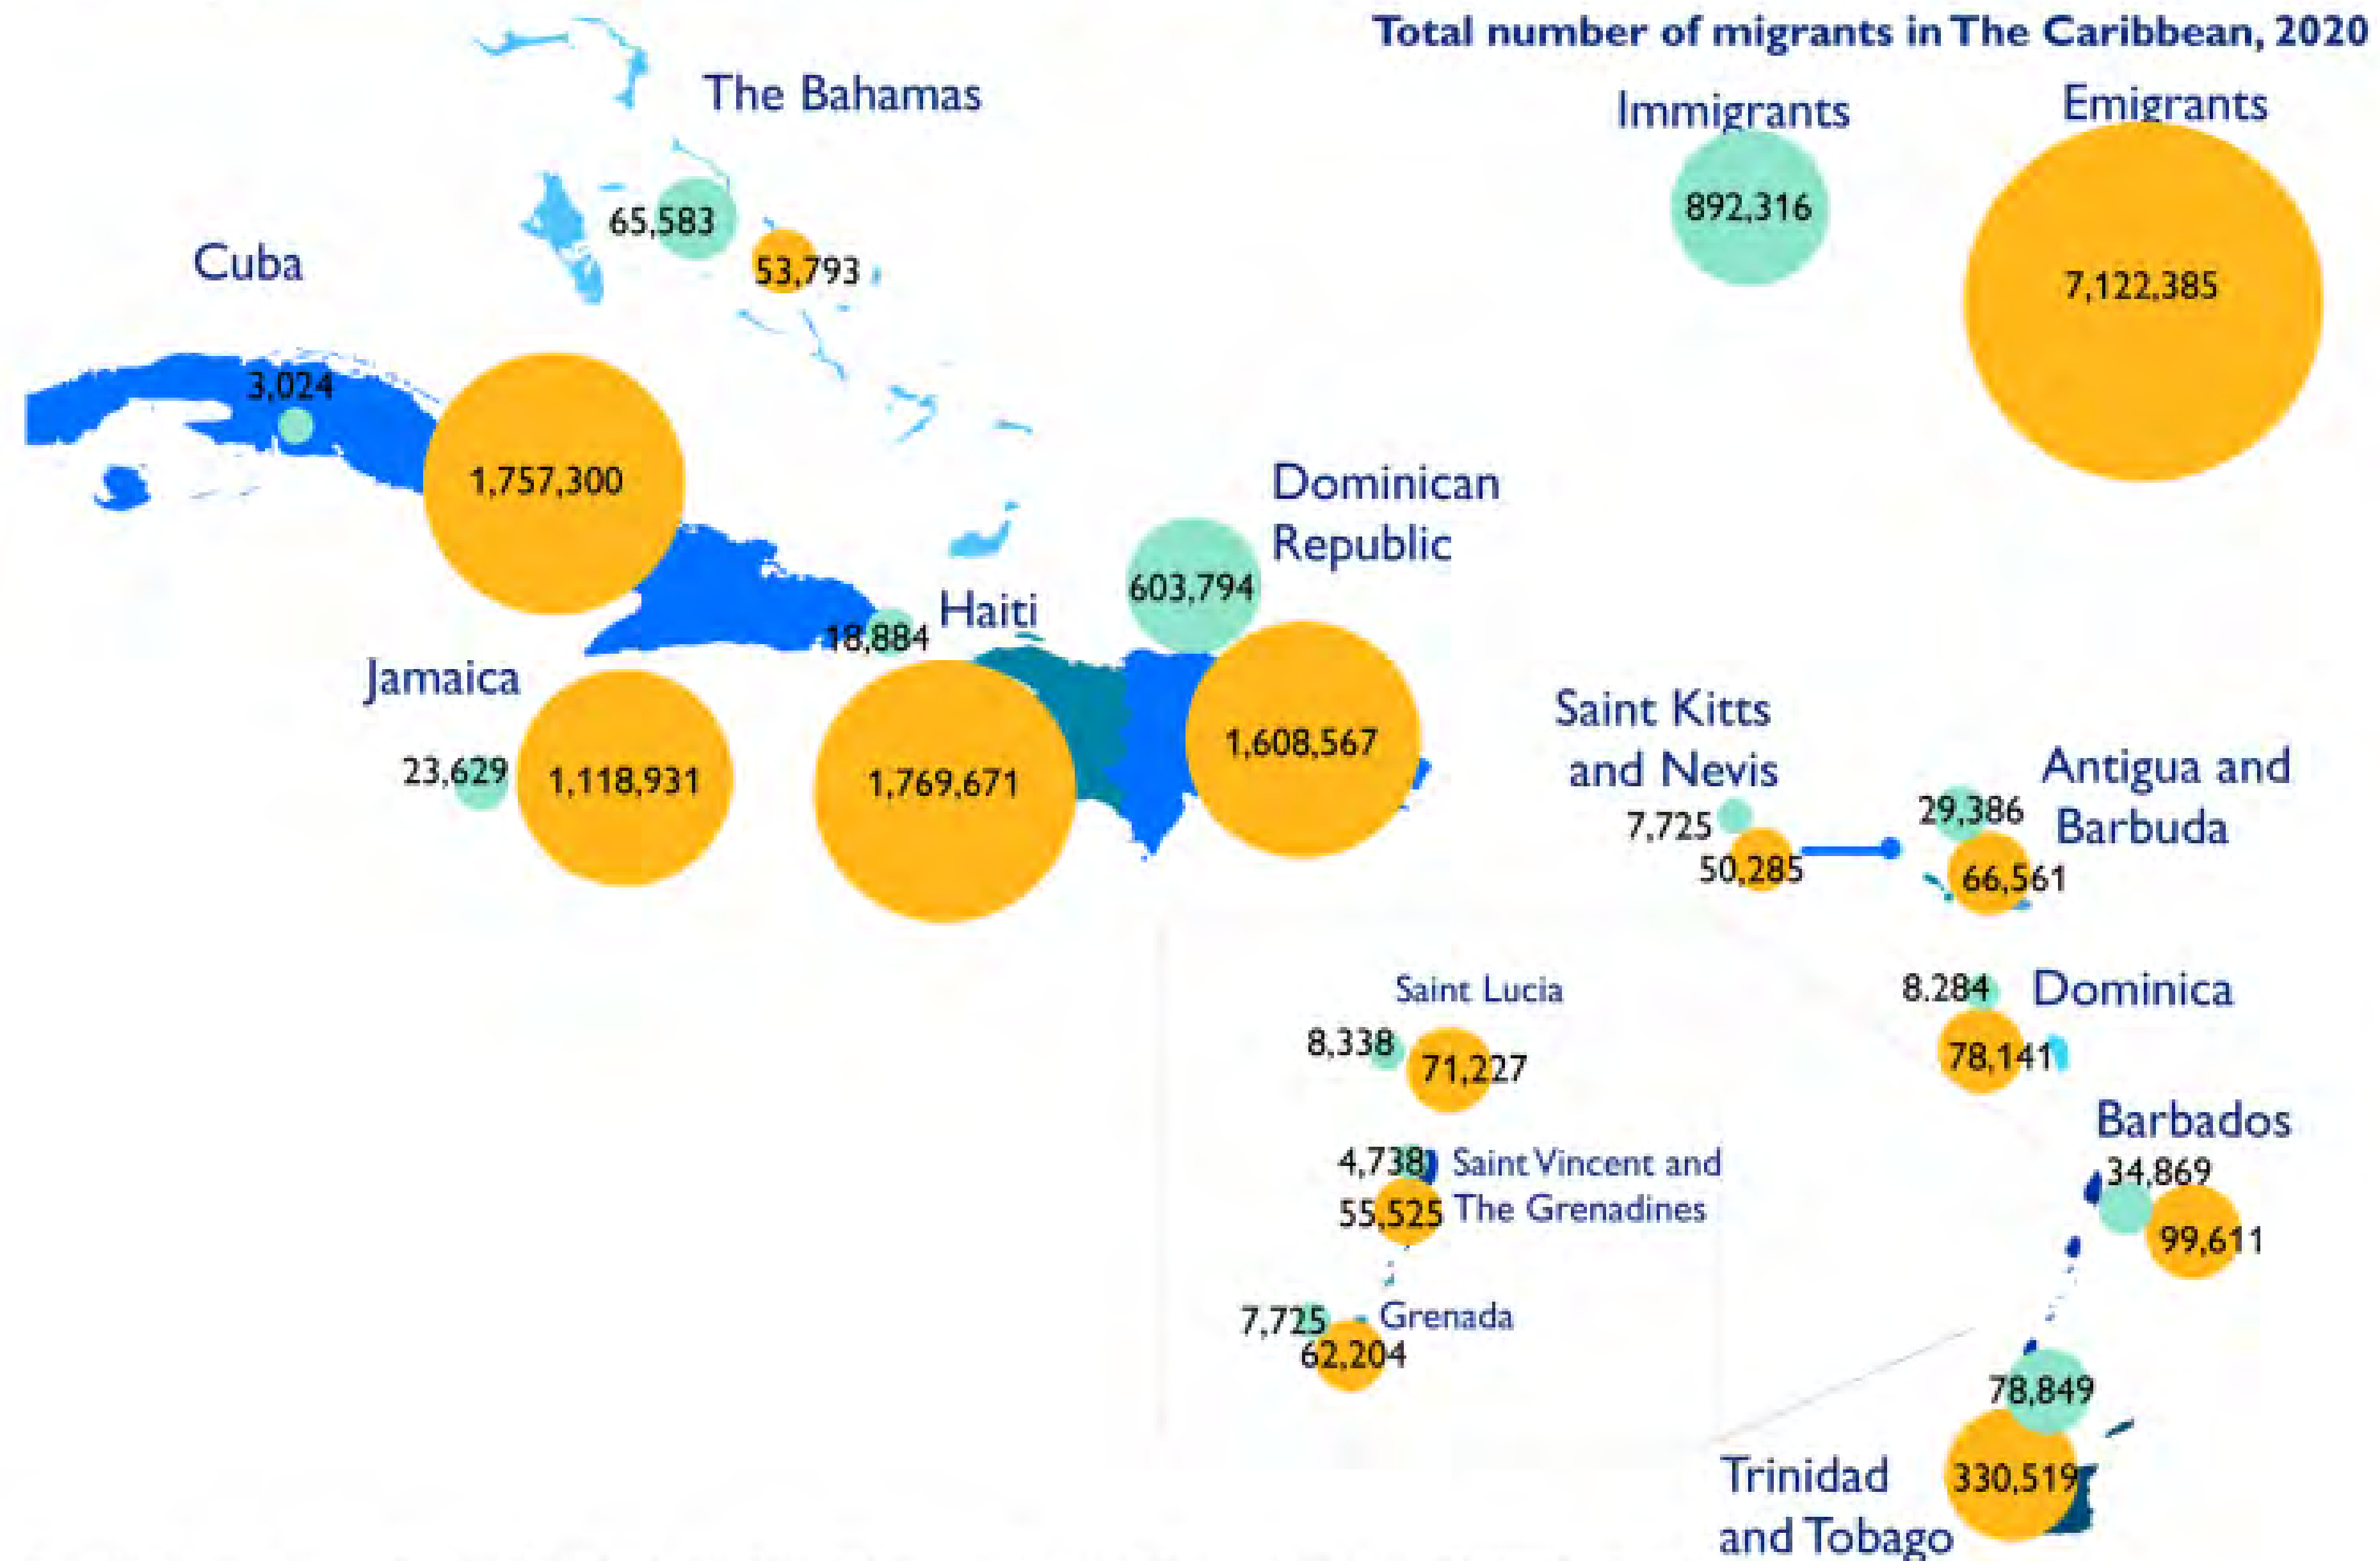 Total number of migrants in The Caribbean, 2020
Immigrants
Emigrants
892,316
7,122,385
The Bahamas
65,583
53,793
Cuba
3,024
1,757,300
Dominican
Republic
603,794
1,608,567
Haiti
18,884
1,769,671
Jamaica
23,629
1,118,931
Saint Kitts
and Nevis
7,725
50,285
Antigua and
Barbuda
29,386
66,561
Saint Lucia
8,338
71,227
Dominica
8.284
78,141
Saint Vincent and
The Grenadines
4,738
55,525
Barbados
34,869
99,611
Grenada
7,725
62,204
78,849
330,519
Trinidad
and Tobago